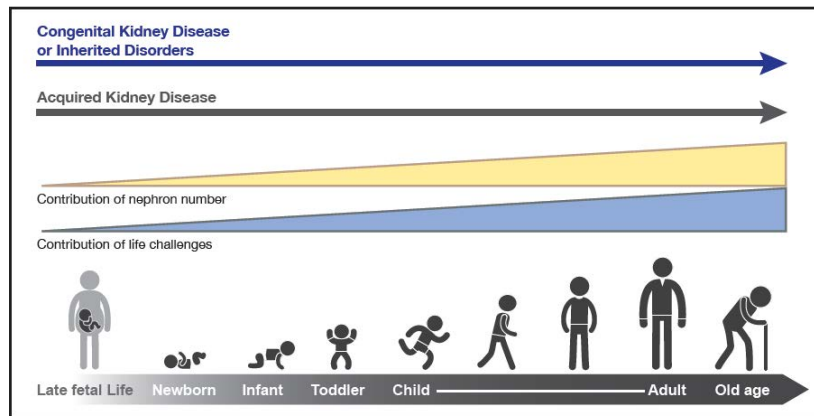 Congenital Kidney Disease
or Inherited Disorders
Acquired Kidney Disease
Contribution of nephron number
Contribution of life challenges
Late fetal Life Newborn Infant Toddler Child Adult Old age